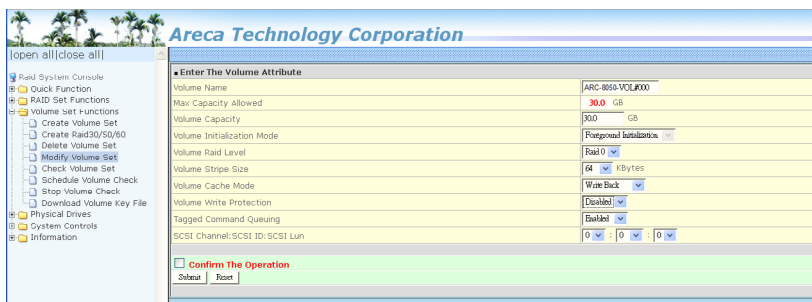 Areca Technology Corporation
|open all|close all|
Raid System Console
Quick Function
RAID Set Functions
Volume Set Functions
Create Volume Set
Create Raid30/50/60
Delete Volume Set
Modify Volume Set
Check Volume Set
Schedule Volume Check
Stop Volume Check
Download Volume Key File
Physical Drives
System Controls
Information
Enter The Volume Attribute
Volume Name ARC-8050-VOL#000
Max Capacity Allowed 30.0 GB
Volume Capacity 30.0 GB
Volume Initialization Mode Foreground Initialization
Volume Raid Level Raid 0
Volume Stripe Size 64 KBytes
Volume Cache Mode Write Back
Volume Write Protection Disabled
Tagged Command Queuing Enabled
SCSI Channel:SCSI ID:SCSI Lun 0 : 0 : 0
Confirm The Operation
Submit Reset